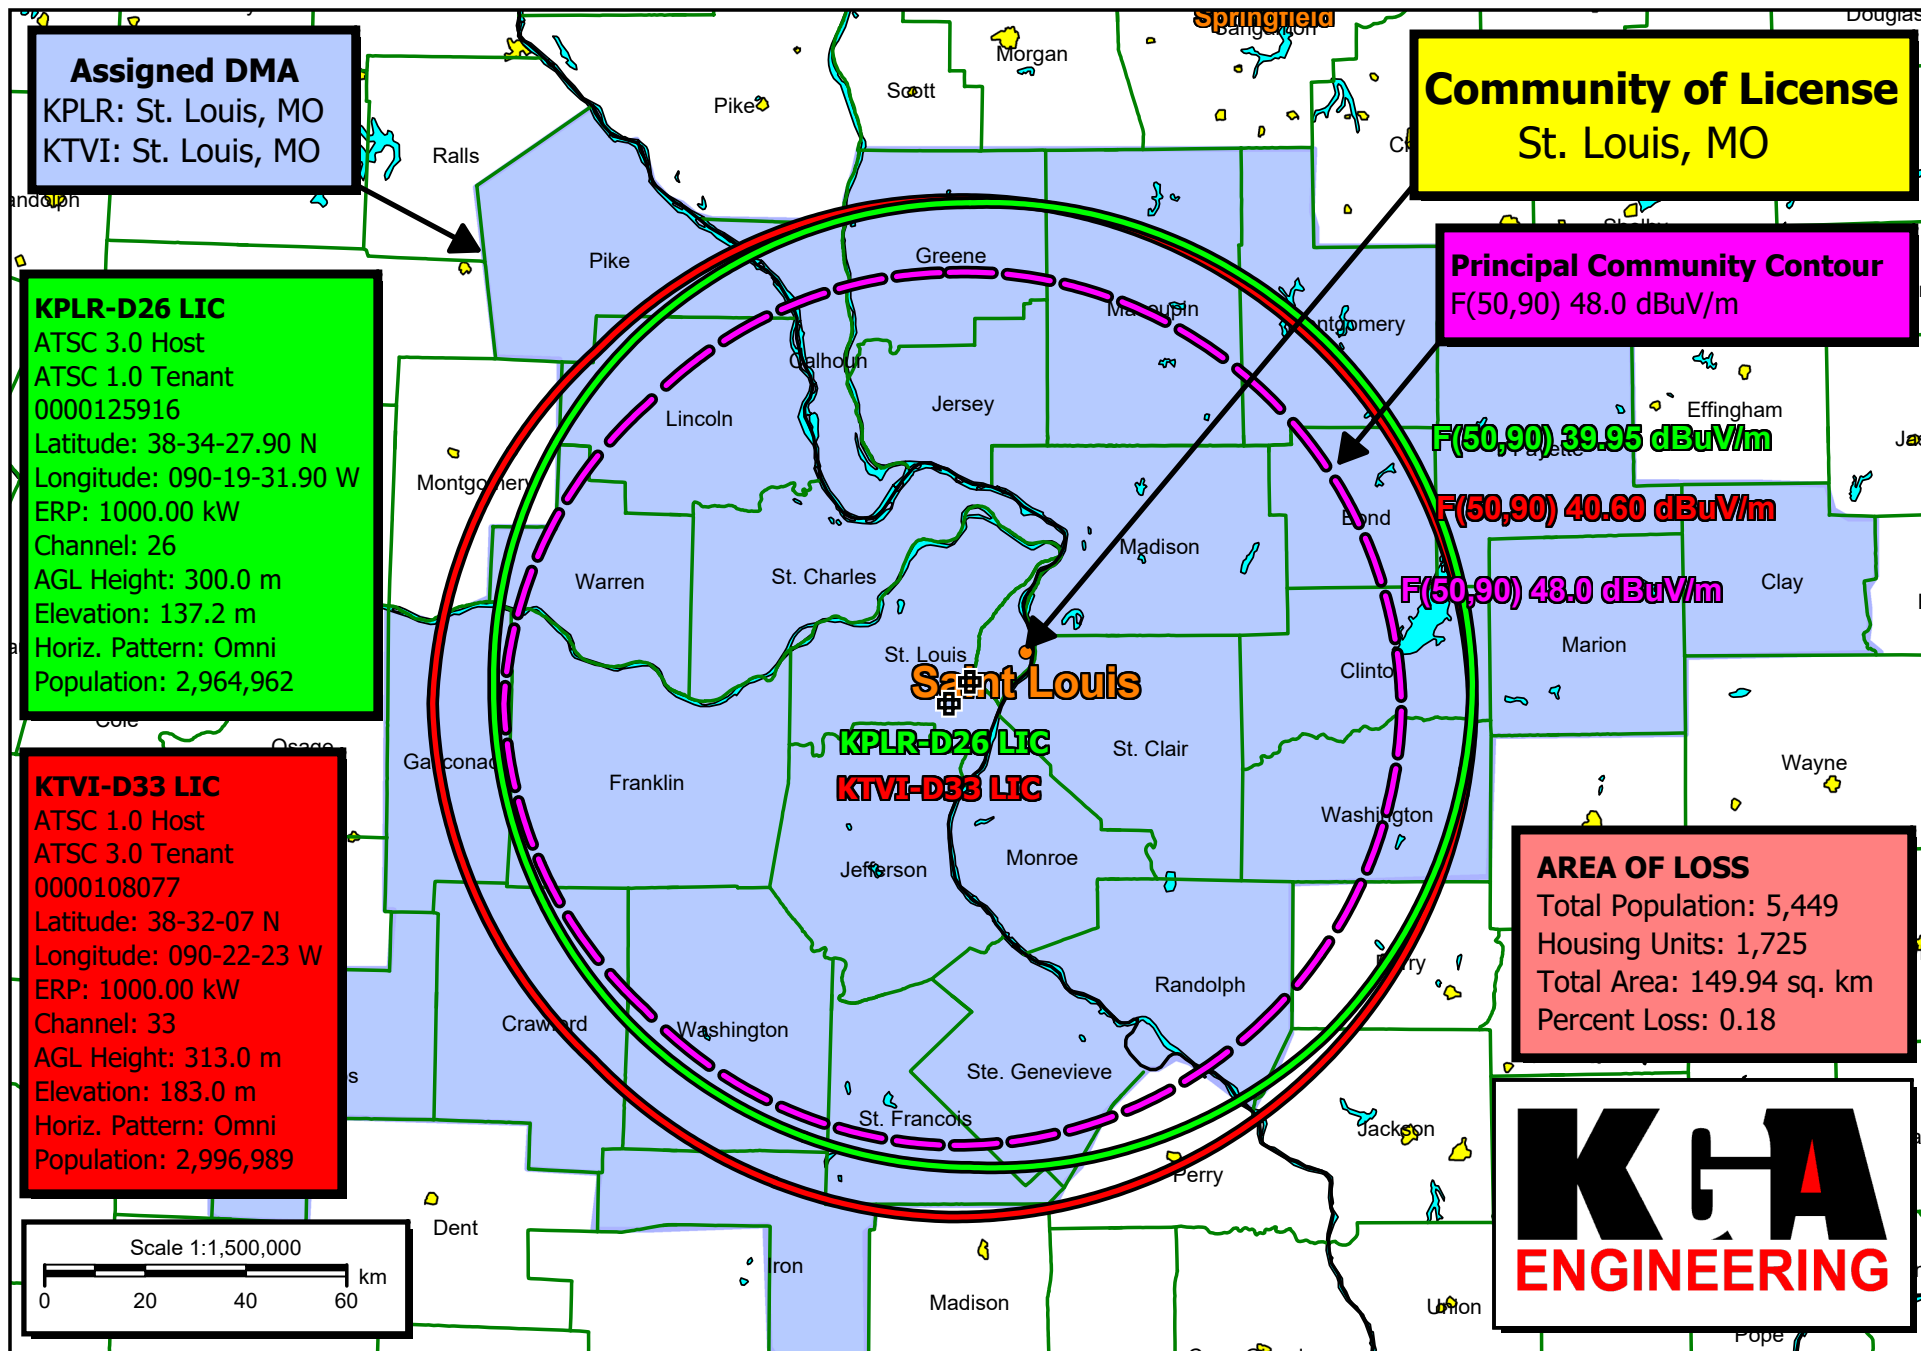 Springfield
Sangamon
Douglas
Morgan
Scott
Pike
Ralls
Assigned DMA
KPLR: St. Louis, MO
KTVI: St. Louis, MO
Community of License
St. Louis, MO
Shelby
Principal Community Contour
F(50,90) 48.0 dBuV/m
Pike
Greene
Macoupin
Calhoun
Lincoln
Jersey
Effingham
Fayette
Montgomery
Bond
Madison
Warren
St. Charles
Clay
Marion
St. Louis
Saint Louis
Clinto
F(50,90) 39.95 dBuV/m
F(50,90) 40.60 dBuV/m
F(50,90) 48.0 dBuV/m
KPLR-D26 LIC
ATSC 3.0 Host
ATSC 1.0 Tenant
0000125916
Latitude: 38-34-27.90 N
Longitude: 090-19-31.90 W
ERP: 1000.00 kW
Channel: 26
AGL Height: 300.0 m
Elevation: 137.2 m
Horiz. Pattern: Omni
Population: 2,964,962
Cole
Osage
KPLR-D26 LIC
KTVI-D33 LIC
St. Clair
Wayne
Franklin
Washington
Monroe
Jefferson
KTVI-D33 LIC
ATSC 1.0 Host
ATSC 3.0 Tenant
0000108077
Latitude: 38-32-07 N
Longitude: 090-22-23 W
ERP: 1000.00 kW
Channel: 33
AGL Height: 313.0 m
Elevation: 183.0 m
Horiz. Pattern: Omni
Population: 2,996,989
AREA OF LOSS
Total Population: 5,449
Housing Units: 1,725
Total Area: 149.94 sq. km
Percent Loss: 0.18
Perry
Randolph
Crawford
Washington
Ste. Genevieve
St. Francois
Jackson
Perry
Dent
Iron
Madison
Union
Pope
Scale 1:1,500,000
km
0 20 40 60
KGA
ENGINEERING